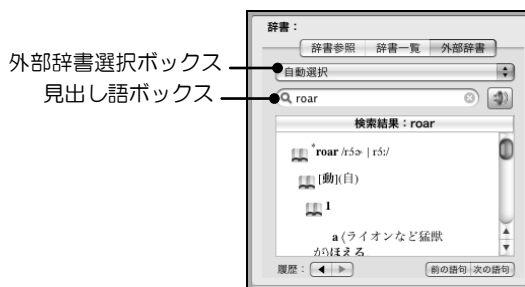 辞書：
辞書参照 辞書一覧 外部辞書
外部辞書選択ボックス
自動選択
見出し語ボックス
roar
検索結果：roar
*roar /rɔ́ɚ | rɔ́ː/
[動](自)
1
a (ライオンなど猛獣
が)ほえる
履歴：
前の語句 次の語句